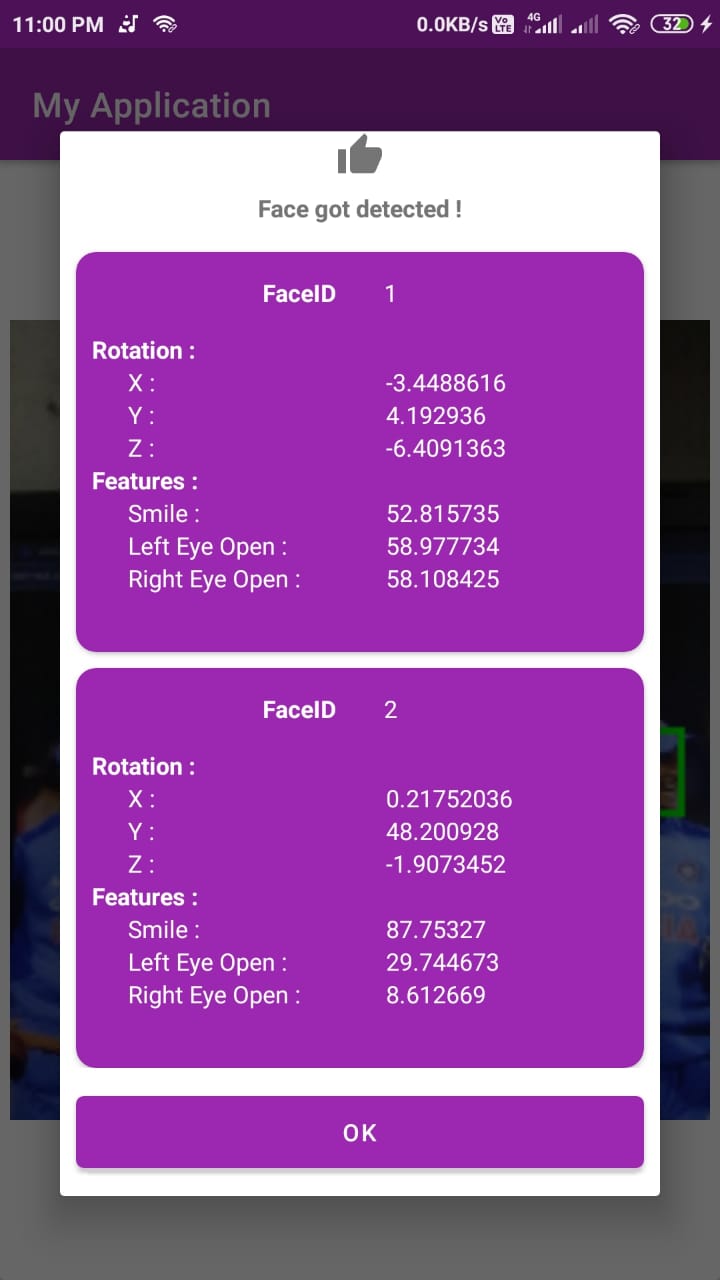 11:00 PM 0.0KB/s Vo LTE 4G 32
My Application
Face got detected !
FaceID 1
Rotation :
X : -3.4488616
Y : 4.192936
Z : -6.4091363
Features :
Smile : 52.815735
Left Eye Open : 58.977734
Right Eye Open : 58.108425
FaceID 2
Rotation :
X : 0.21752036
Y : 48.200928
Z : -1.9073452
Features :
Smile : 87.75327
Left Eye Open : 29.744673
Right Eye Open : 8.612669
OK